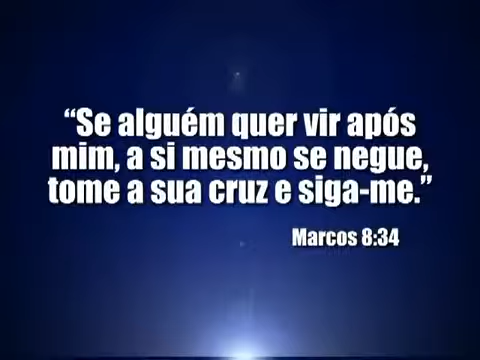 “Se alguém quer vir após
mim, a si mesmo se negue,
tome a sua cruz e siga-me.”
Marcos 8:34